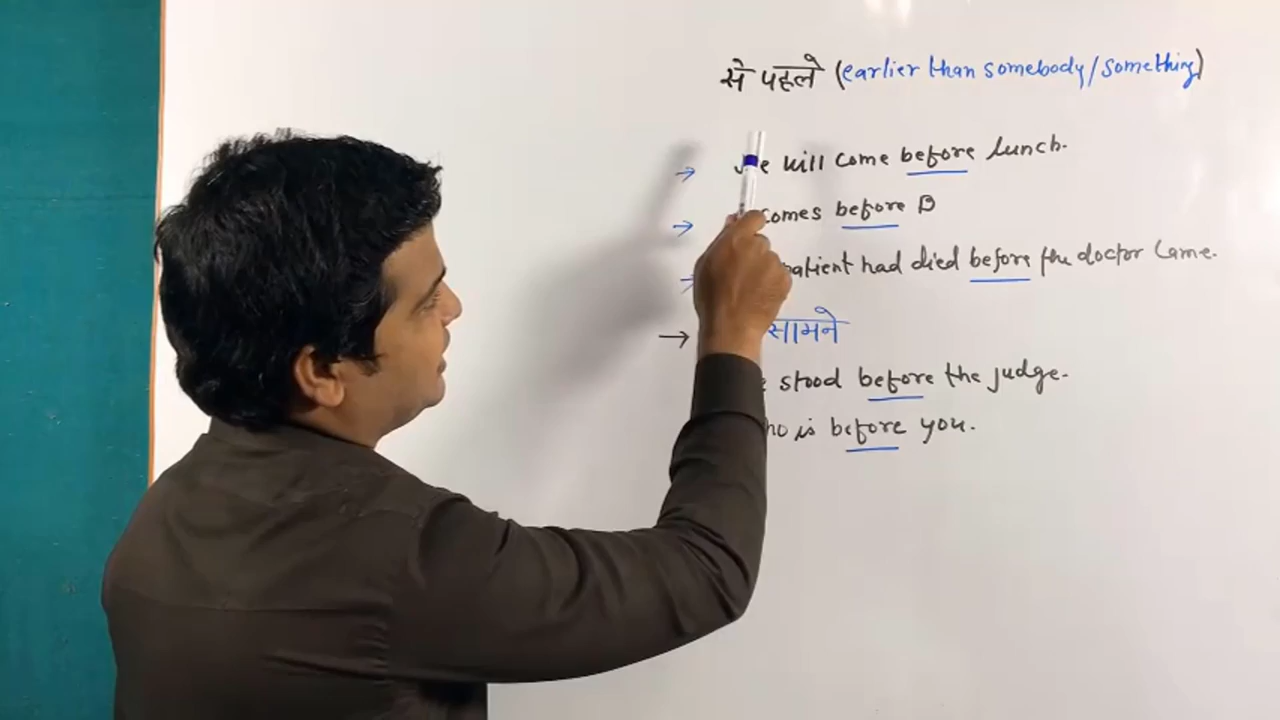 से पहले (earlier than somebody/something)
will come before lunch.
comes before B
patient had died before the doctor came.
सामने
stood before the judge.
is before you.